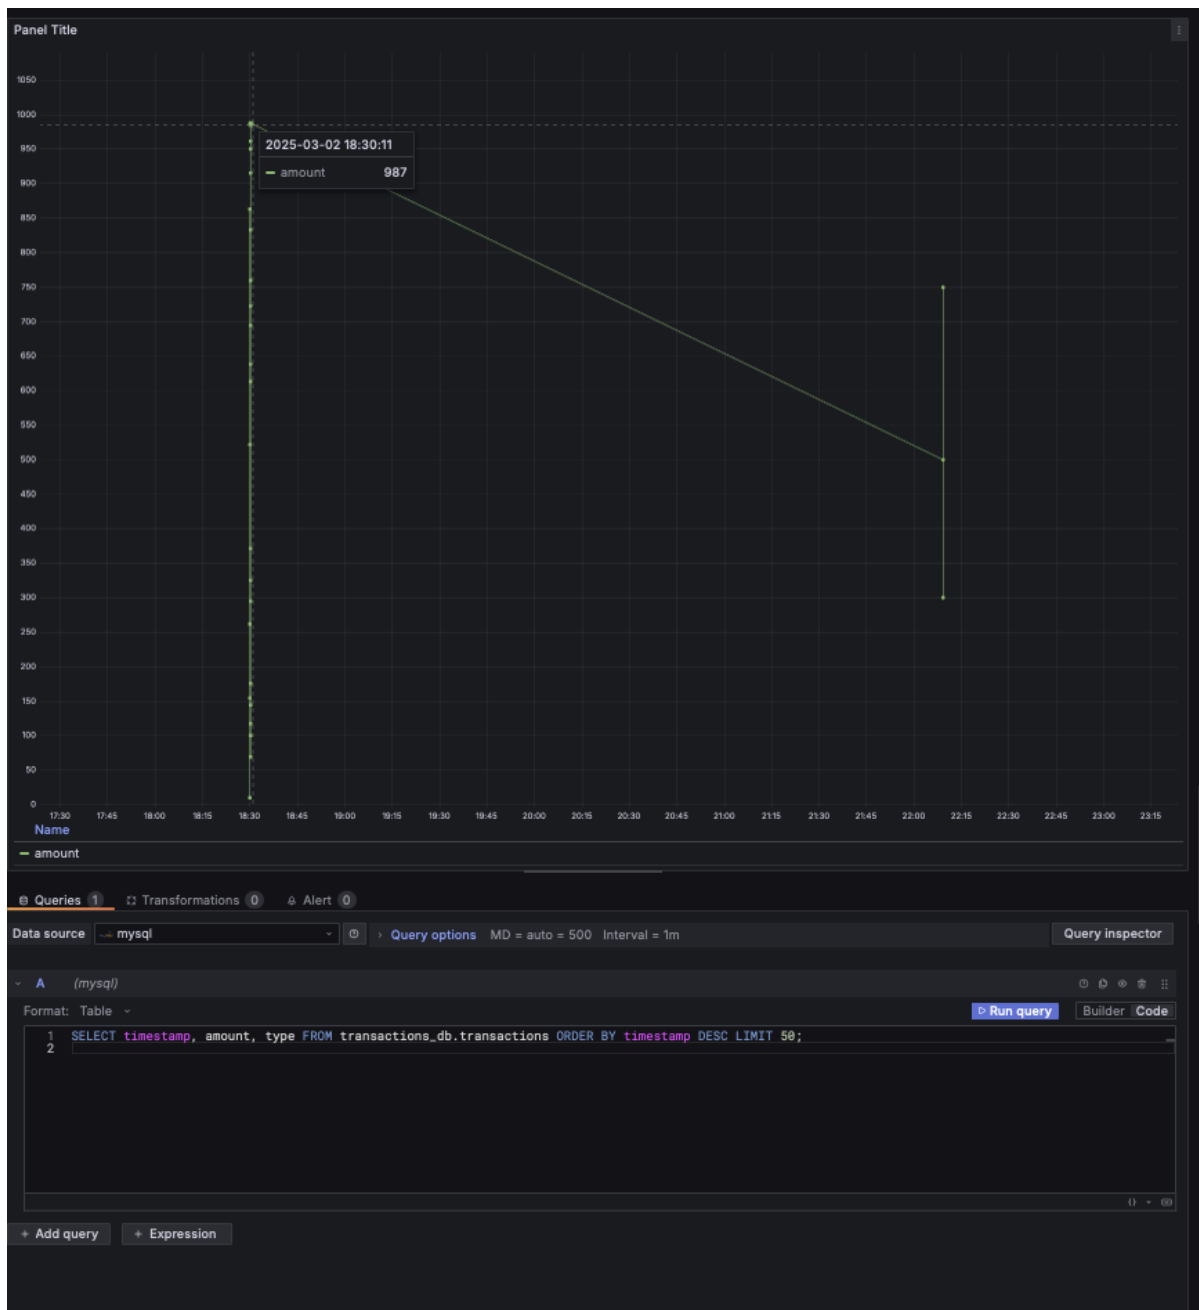 Panel Title
1050
1000
950
900
850
800
750
700
650
600
550
500
450
400
350
300
250
200
150
100
50
0
2025-03-02 18:30:11
amount 987
17:30 17:45 18:00 18:15 18:30 18:45 19:00 19:15 19:30 19:45 20:00 20:15 20:30 20:45 21:00 21:15 21:30 21:45 22:00 22:15 22:30 22:45 23:00 23:15
Name
amount
Queries 1 Transformations 0 Alert 0
Data source mysql Query options MD = auto = 500 Interval = 1m Query inspector
A (mysql)
Format: Table Run query Builder Code
1 SELECT timestamp, amount, type FROM transactions_db.transactions ORDER BY timestamp DESC LIMIT 50;
2
+ Add query + Expression